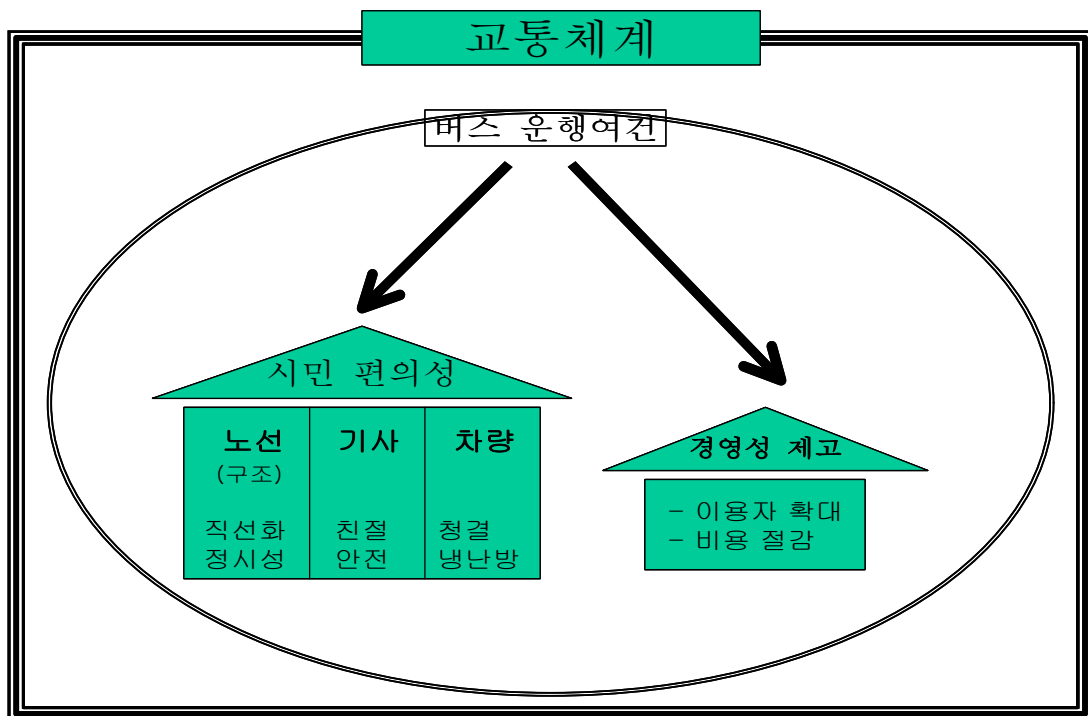 교통체계
버스 운행여건
시민 편의성
노선
(구조)
직선화
정시성
기사
친절
안전
차량
청결
냉난방
경영성 제고
- 이용자 확대
- 비용 절감